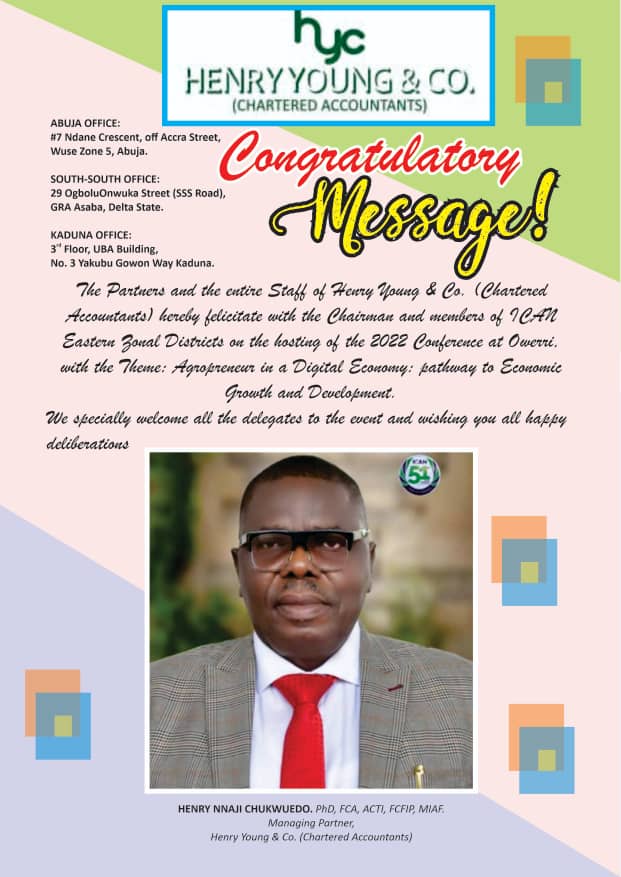 hyc
HENRY YOUNG & CO.
(CHARTERED ACCOUNTANTS)
ABUJA OFFICE:
#7 Ndane Crescent, off Accra Street,
Wuse Zone 5, Abuja.
SOUTH-SOUTH OFFICE:
29 OgboluOnwuka Street (SSS Road),
GRA Asaba, Delta State.
KADUNA OFFICE:
3rd Floor, UBA Building,
No. 3 Yakubu Gowon Way Kaduna.
Congratulatory
Message!
The Partners and the entire Staff of Henry Young & Co. (Chartered
Accountants) hereby felicitate with the Chairman and members of ICAN
Eastern Zonal Districts on the hosting of the 2022 Conference at Owerri,
with the Theme: Agropreneur in a Digital Economy: pathway to Economic
Growth and Development.
We specially welcome all the delegates to the event and wishing you all happy
deliberations
ICAN
51
HENRY NNAJI CHUKWUEDO. PhD, FCA, ACTI, FCFIP, MIAF.
Managing Partner,
Henry Young & Co. (Chartered Accountants)